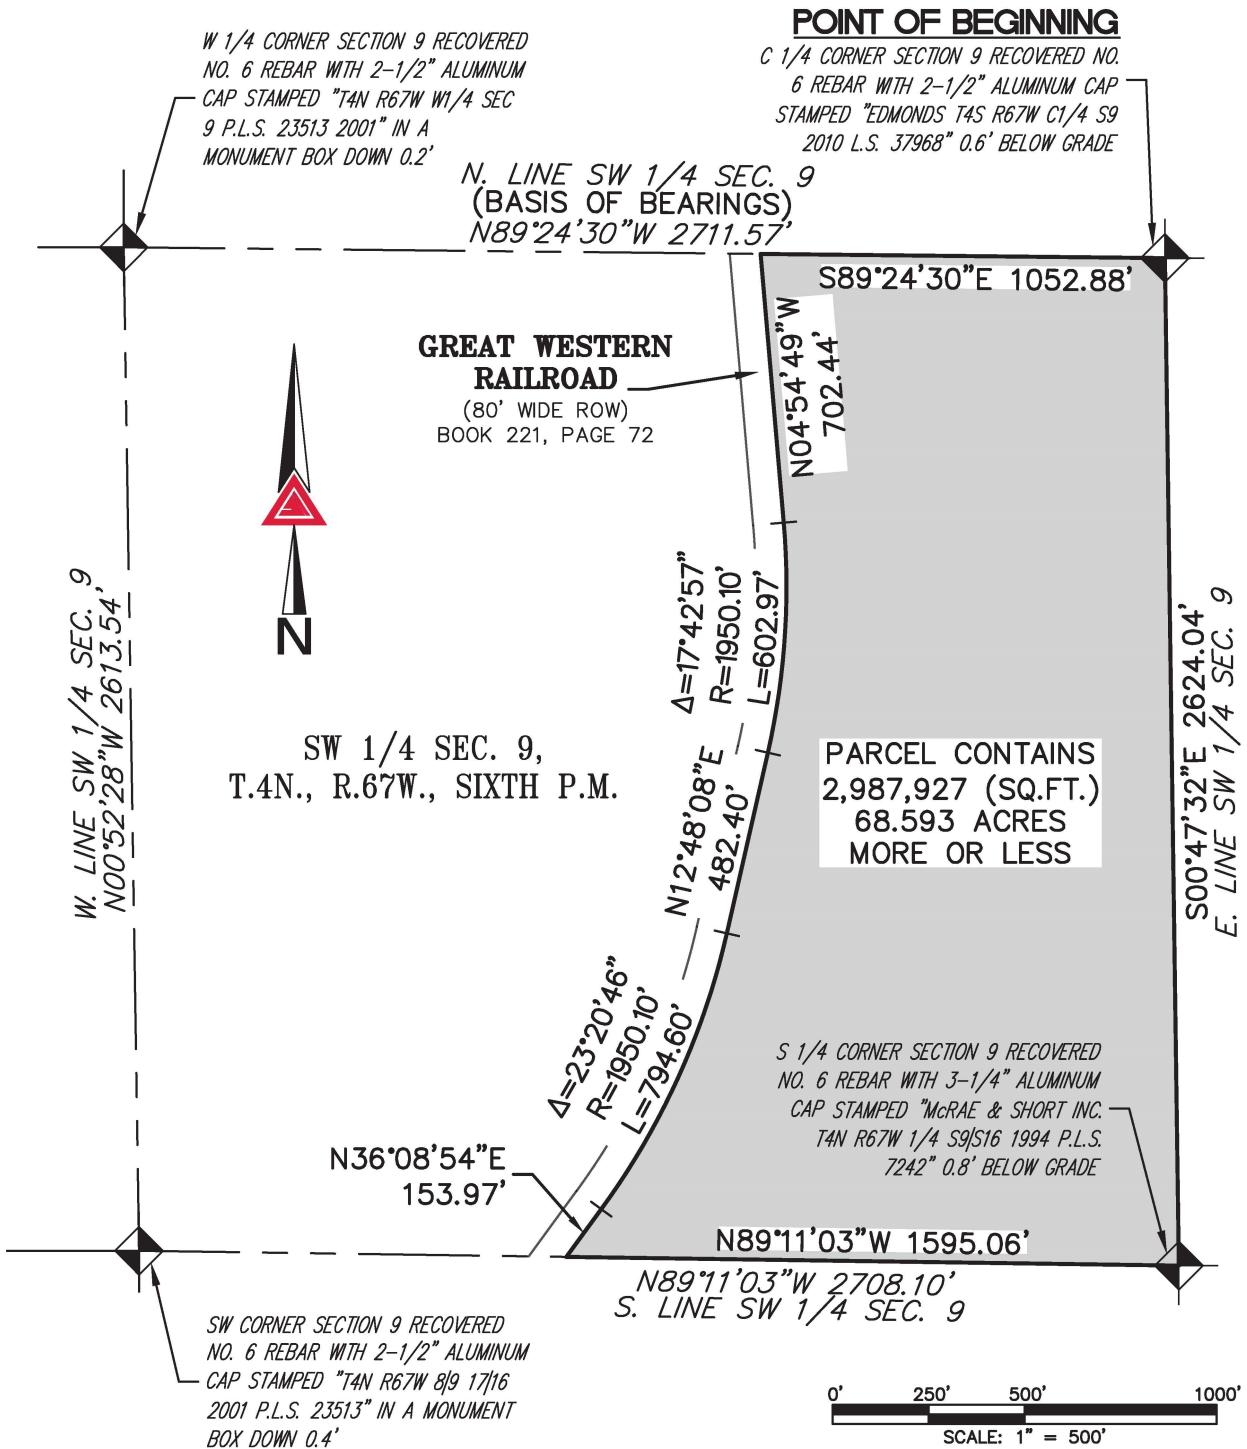 POINT OF BEGINNING
W 1/4 CORNER SECTION 9 RECOVERED
NO. 6 REBAR WITH 2-1/2" ALUMINUM
CAP STAMPED "T4N R67W W1/4 SEC
9 P.L.S. 23513 2001" IN A
MONUMENT BOX DOWN 0.2'
C 1/4 CORNER SECTION 9 RECOVERED NO.
6 REBAR WITH 2-1/2" ALUMINUM CAP
STAMPED "EDMONDS T4S R67W C1/4 S9
2010 L.S. 37968" 0.6' BELOW GRADE
N. LINE SW 1/4 SEC. 9
(BASIS OF BEARINGS)
N89°24'30"W 2711.57'
S89°24'30"E 1052.88'
GREAT WESTERN
RAILROAD
(80' WIDE ROW)
BOOK 221, PAGE 72
N04°54'49"W
702.44'
N
Δ=17°42'57"
R=1950.10'
L=602.97'
W. LINE SW 1/4 SEC. 9
N00°52'28"W 2613.54'
SW 1/4 SEC. 9,
T.4N., R.67W., SIXTH P.M.
N12°48'08"E
482.40'
PARCEL CONTAINS
2,987,927 (SQ.FT.)
68.593 ACRES
MORE OR LESS
S00°47'32"E 2624.04'
E. LINE SW 1/4 SEC. 9
Δ=23°20'46"
R=1950.10'
L=794.60'
S 1/4 CORNER SECTION 9 RECOVERED
NO. 6 REBAR WITH 3-1/4" ALUMINUM
CAP STAMPED "McRAE & SHORT INC.
T4N R67W 1/4 S9|S16 1994 P.L.S.
7242" 0.8' BELOW GRADE
N36°08'54"E
153.97'
N89°11'03"W 1595.06'
N89°11'03"W 2708.10'
S. LINE SW 1/4 SEC. 9
SW CORNER SECTION 9 RECOVERED
NO. 6 REBAR WITH 2-1/2" ALUMINUM
CAP STAMPED "T4N R67W 8|9 17|16
2001 P.L.S. 23513" IN A MONUMENT
BOX DOWN 0.4'
0' 250' 500' 1000'
SCALE: 1" = 500'